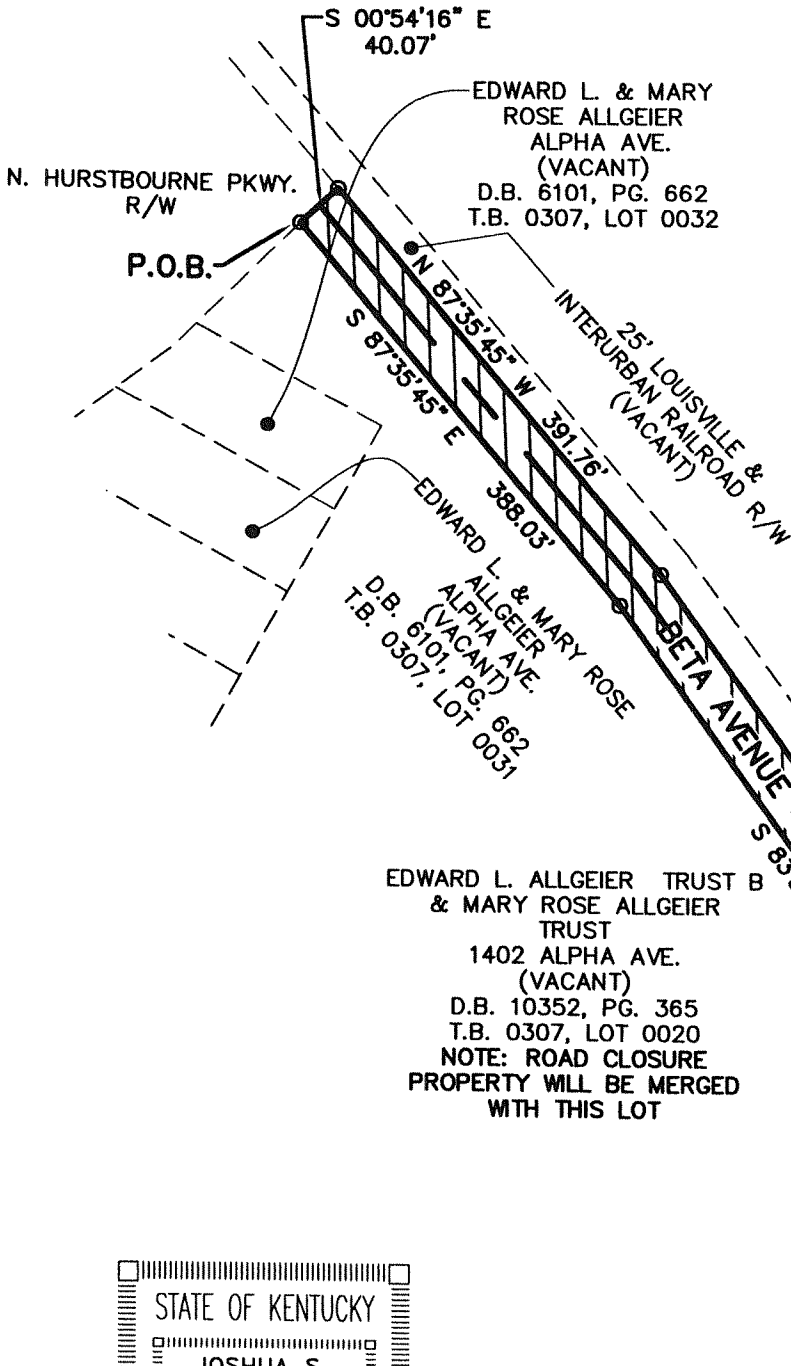 S 00°54'16" E
40.07'
EDWARD L. & MARY
ROSE ALLGEIER
ALPHA AVE.
(VACANT)
D.B. 6101, PG. 662
T.B. 0307, LOT 0032
N. HURSTBOURNE PKWY.
R/W
P.O.B.
N 87°35'45" W 391.76'
S 87°35'45" E
388.03'
25' LOUISVILLE &
INTERURBAN RAILROAD R/W
(VACANT)
EDWARD L. & MARY ROSE
ALLGEIER
ALPHA AVE.
(VACANT)
D.B. 6101, PG. 662
T.B. 0307, LOT 0031
BETA AVENUE
S 83°
EDWARD L. ALLGEIER TRUST B
& MARY ROSE ALLGEIER
TRUST
1402 ALPHA AVE.
(VACANT)
D.B. 10352, PG. 365
T.B. 0307, LOT 0020
NOTE: ROAD CLOSURE
PROPERTY WILL BE MERGED
WITH THIS LOT
STATE OF KENTUCKY
JOSHUA S.